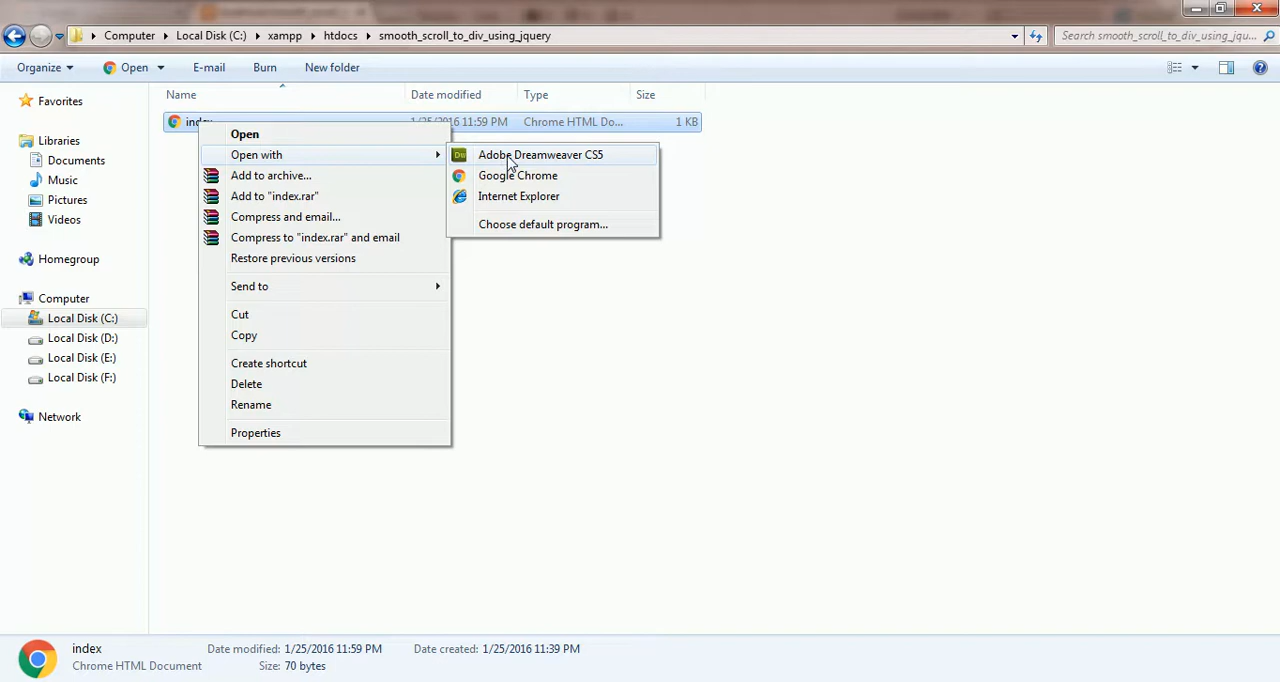 Computer Local Disk (C:) xampp htdocs smooth_scroll_to_div_using_jquery Search smooth_scroll_to_div_using_jqu...
Organize Open E-mail Burn New folder
Favorites
Libraries
Documents
Music
Pictures
Videos
Homegroup
Computer
Local Disk (C:)
Local Disk (D:)
Local Disk (E:)
Local Disk (F:)
Network
Name Date modified Type Size
index 1/25/2016 11:59 PM Chrome HTML Do... 1 KB
Open
Open with
Add to archive...
Add to "index.rar"
Compress and email...
Compress to "index.rar" and email
Restore previous versions
Send to
Cut
Copy
Create shortcut
Delete
Rename
Properties
Dw Adobe Dreamweaver CS5
Google Chrome
Internet Explorer
Choose default program...
index Date modified: 1/25/2016 11:59 PM Date created: 1/25/2016 11:39 PM
Chrome HTML Document Size: 70 bytes